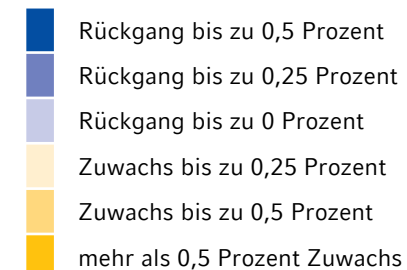 Rückgang bis zu 0,5 Prozent
Rückgang bis zu 0,25 Prozent
Rückgang bis zu 0 Prozent
Zuwachs bis zu 0,25 Prozent
Zuwachs bis zu 0,5 Prozent
mehr als 0,5 Prozent Zuwachs